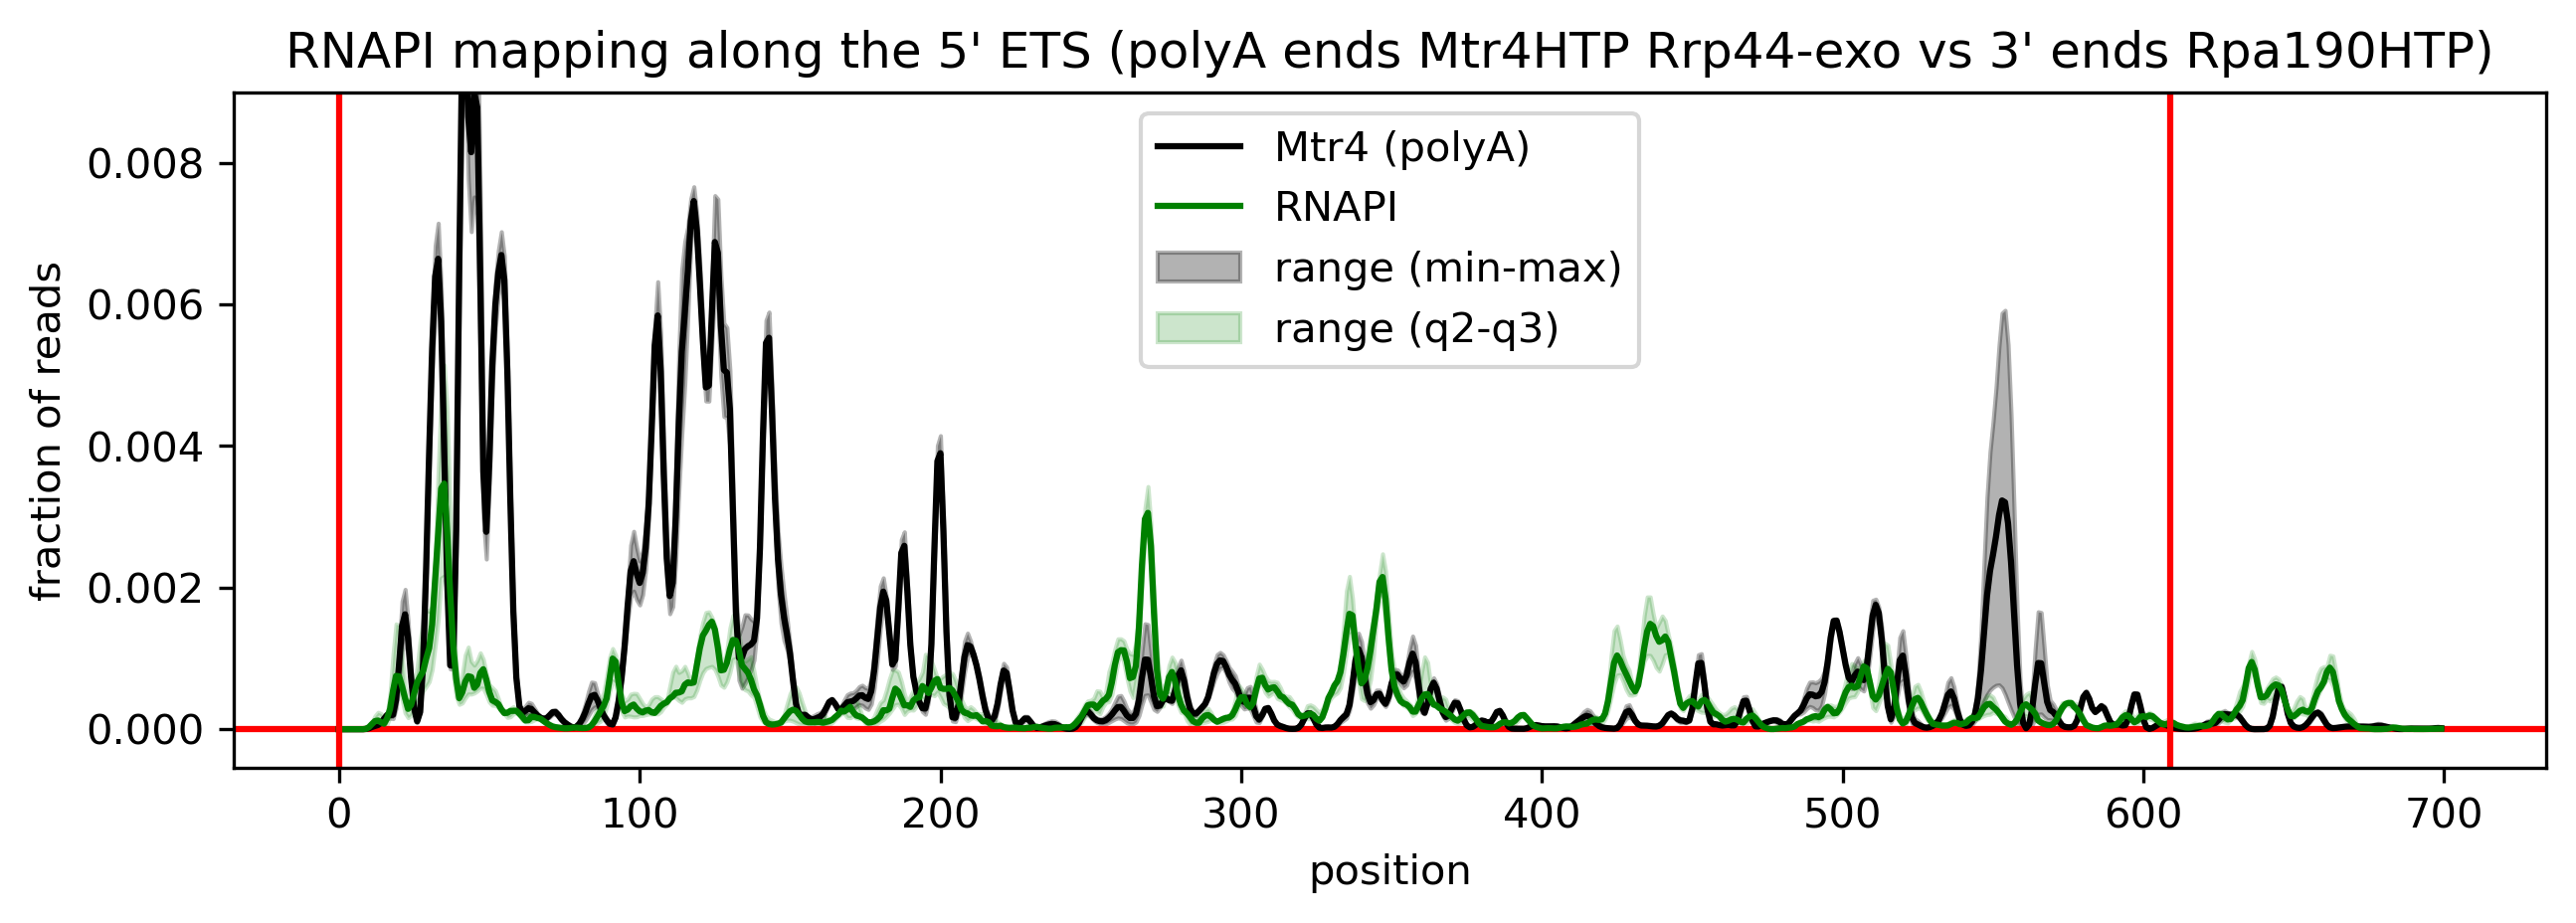 RNAPI mapping along the 5' ETS (polyA ends Mtr4HTP Rrp44-exo vs 3' ends Rpa190HTP)
Mtr4 (polyA)
RNAPI
range (min-max)
range (q2-q3)
fraction of reads
0.008
0.006
0.004
0.002
0.000
0 100 200 300 400 500 600 700
position